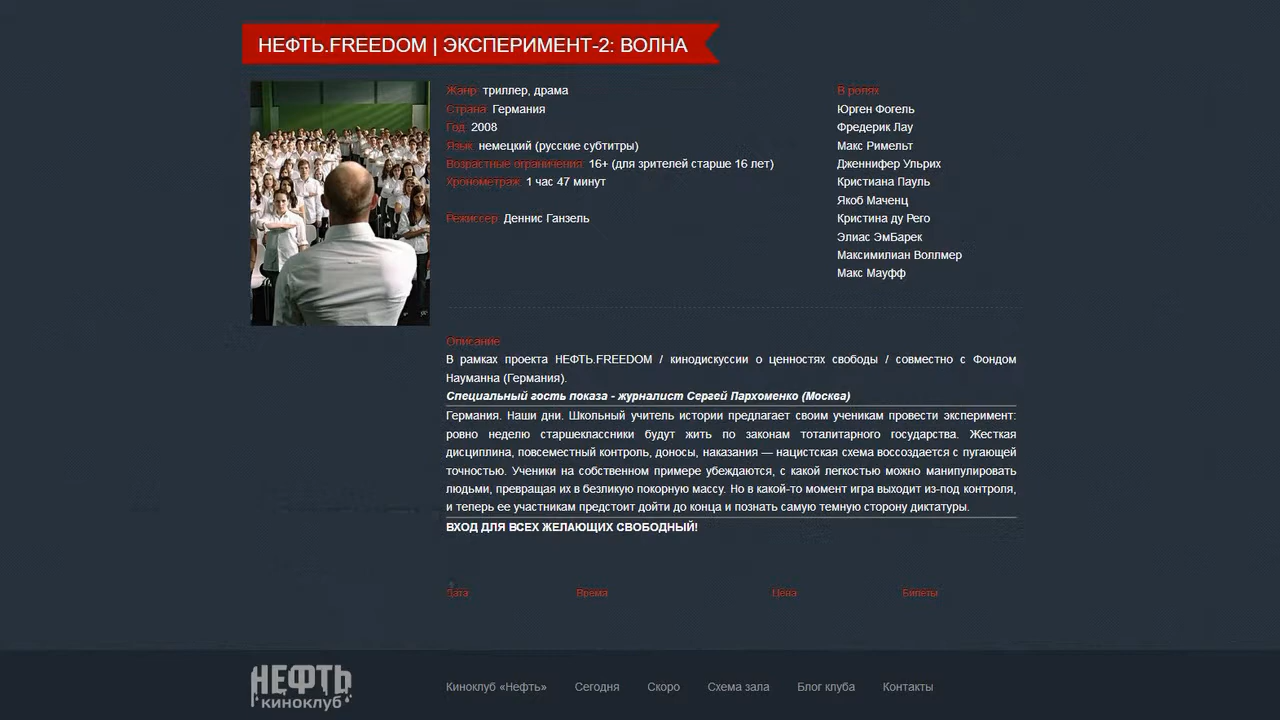 НЕФТЬ.FREEDOM | ЭКСПЕРИМЕНТ-2: ВОЛНА
Жанр триллер, драма
Страна Германия
Год 2008
Язык немецкий (русские субтитры)
Возрастные ограничения 16+ (для зрителей старше 16 лет)
Хронометраж 1 час 47 минут
Режиссер Деннис Ганзель
В ролях
Юрген Фогель
Фредерик Лау
Макс Римельт
Дженнифер Ульрих
Кристиана Пауль
Якоб Маченц
Кристина ду Рего
Элиас ЭмБарек
Максимилиан Воллмер
Макс Мауфф
Описание
В рамках проекта НЕФТЬ.FREEDOM / кинодискуссии о ценностях свободы / совместно с Фондом
Науманна (Германия).
Специальный гость показа - журналист Сергей Пархоменко (Москва)
Германия. Наши дни. Школьный учитель истории предлагает своим ученикам провести эксперимент:
ровно неделю старшеклассники будут жить по законам тоталитарного государства. Жесткая
дисциплина, повсеместный контроль, доносы, наказания — нацистская схема воссоздается с пугающей
точностью. Ученики на собственном примере убеждаются, с какой легкостью можно манипулировать
людьми, превращая их в безликую покорную массу. Но в какой-то момент игра выходит из-под контроля,
и теперь ее участникам предстоит дойти до конца и познать самую темную сторону диктатуры.
ВХОД ДЛЯ ВСЕХ ЖЕЛАЮЩИХ СВОБОДНЫЙ!
Дата Время Цена Билеты
НЕФТЬ
киноклуб
Киноклуб «Нефть» Сегодня Скоро Схема зала Блог клуба Контакты